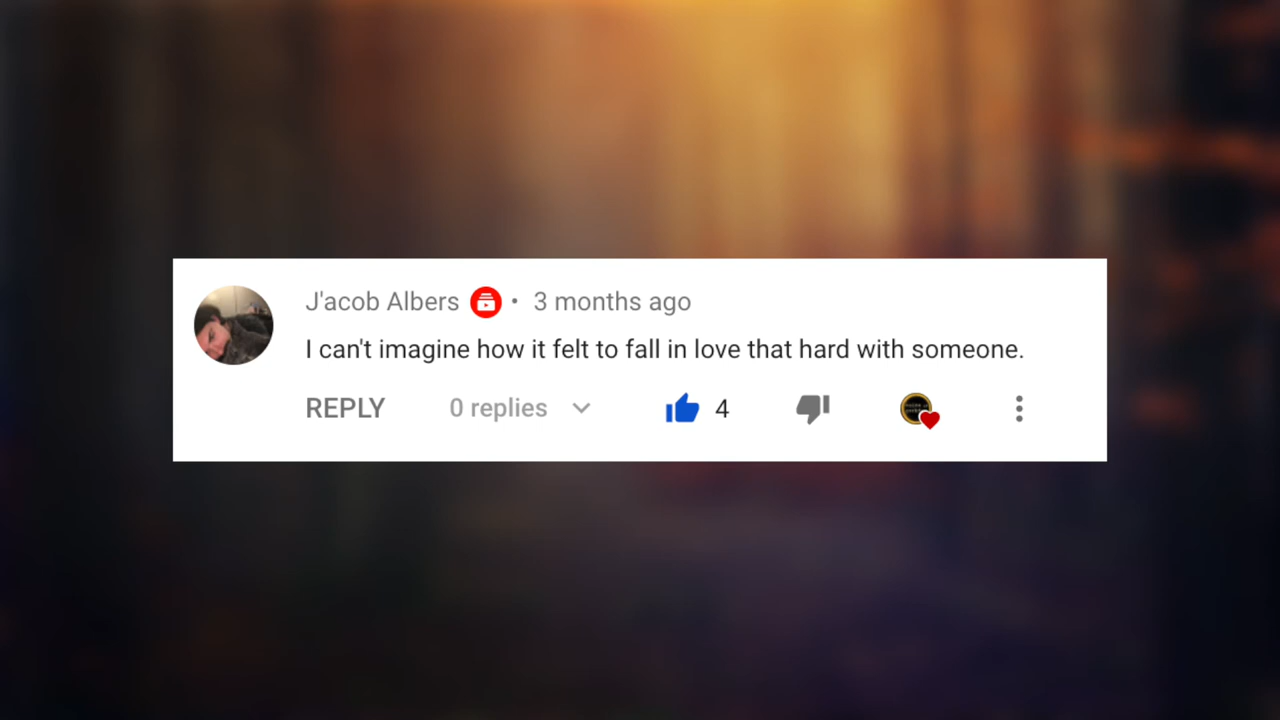 J'acob Albers • 3 months ago
I can't imagine how it felt to fall in love that hard with someone.
REPLY 0 replies 4